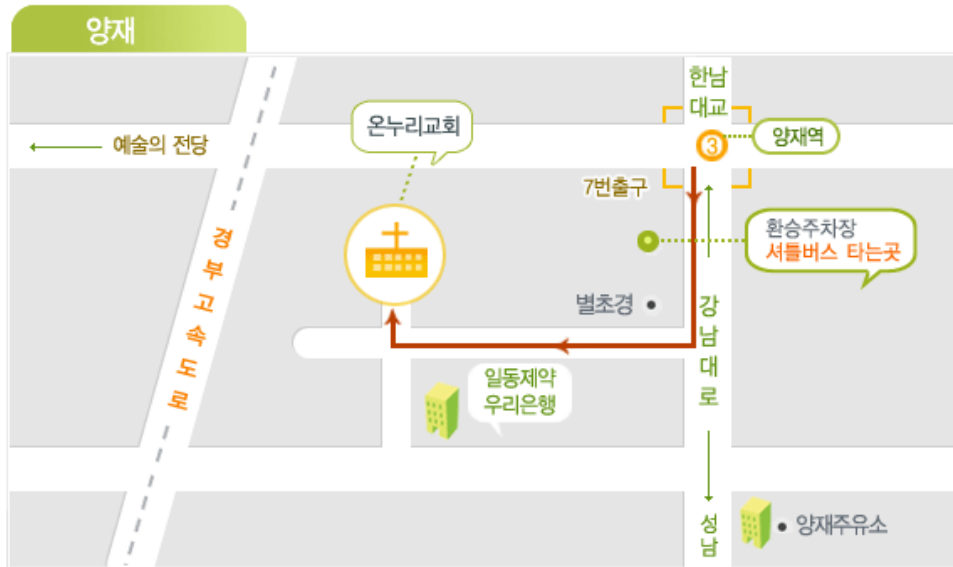 양재
한남
대교
온누리교회
예술의 전당
3
양재역
7번출구
환승주차장
셔틀버스 타는곳
경부고속도로
별초경
강남대로
일동제약
우리은행
성남
양재주유소